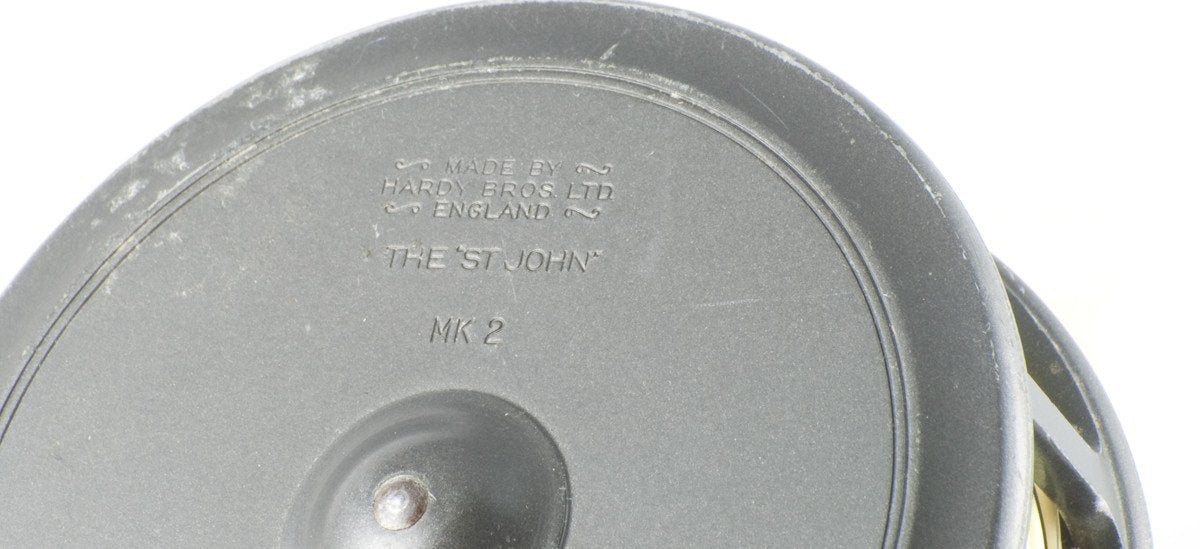 MADE BY
HARDY BROS. LTD.
ENGLAND
THE "ST JOHN"
MK 2